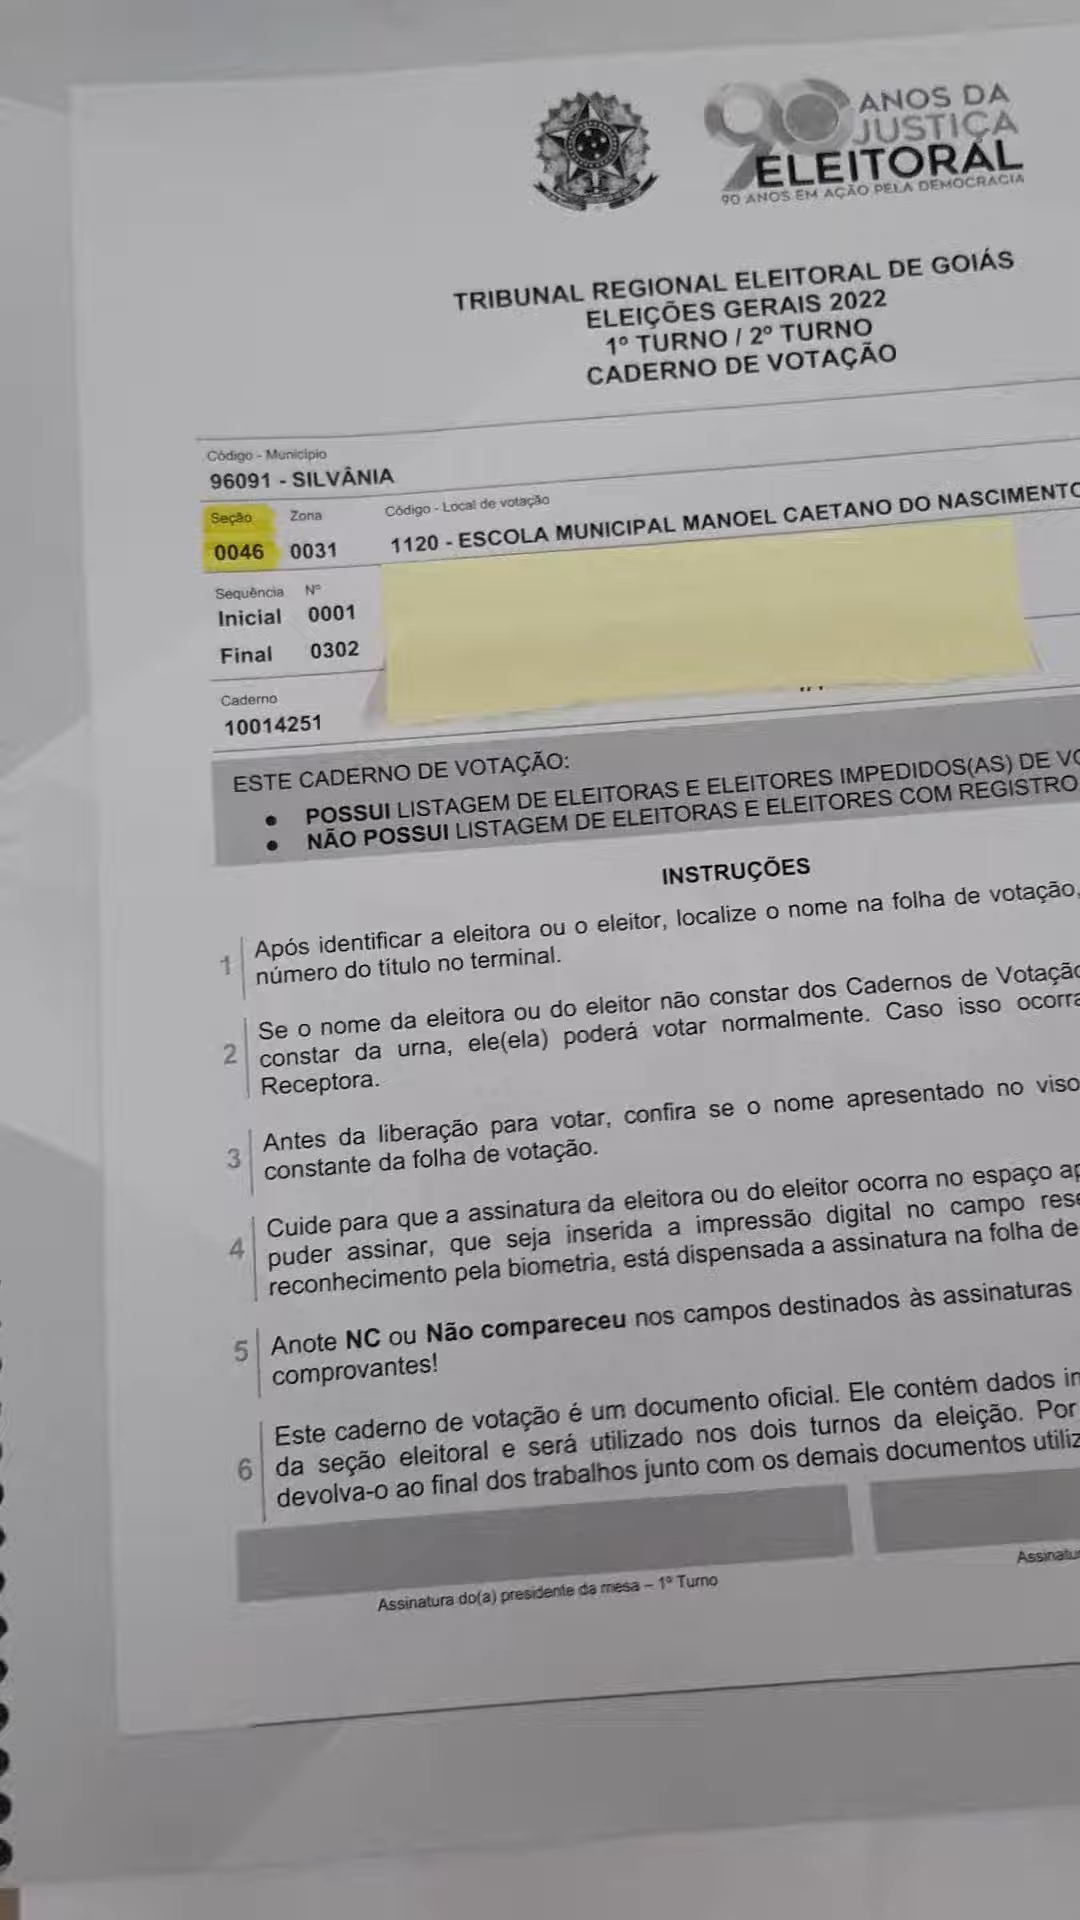 90 ANOS DA
JUSTIÇA
ELEITORAL
90 ANOS EM AÇÃO PELA DEMOCRACIA
TRIBUNAL REGIONAL ELEITORAL DE GOIÁS
ELEIÇÕES GERAIS 2022
1º TURNO / 2º TURNO
CADERNO DE VOTAÇÃO
Código - Município
96091 - SILVÂNIA
Seção Zona Código - Local de votação
0046 0031 1120 - ESCOLA MUNICIPAL MANOEL CAETANO DO NASCIMENTO
Sequência Nº
Inicial 0001
Final 0302
Caderno
10014251
ESTE CADERNO DE VOTAÇÃO:
• POSSUI LISTAGEM DE ELEITORAS E ELEITORES IMPEDIDOS(AS) DE VO
• NÃO POSSUI LISTAGEM DE ELEITORAS E ELEITORES COM REGISTRO
INSTRUÇÕES
1 Após identificar a eleitora ou o eleitor, localize o nome na folha de votação,
número do título no terminal.
2 Se o nome da eleitora ou do eleitor não constar dos Cadernos de Votação
constar da urna, ele(ela) poderá votar normalmente. Caso isso ocorra
Receptora.
3 Antes da liberação para votar, confira se o nome apresentado no viso
constante da folha de votação.
4 Cuide para que a assinatura da eleitora ou do eleitor ocorra no espaço ap
puder assinar, que seja inserida a impressão digital no campo rese
reconhecimento pela biometria, está dispensada a assinatura na folha de
5 Anote NC ou Não compareceu nos campos destinados às assinaturas
comprovantes!
6 Este caderno de votação é um documento oficial. Ele contém dados in
da seção eleitoral e será utilizado nos dois turnos da eleição. Por
devolva-o ao final dos trabalhos junto com os demais documentos utiliz
Assinatura do(a) presidente da mesa – 1º Turno Assinatu